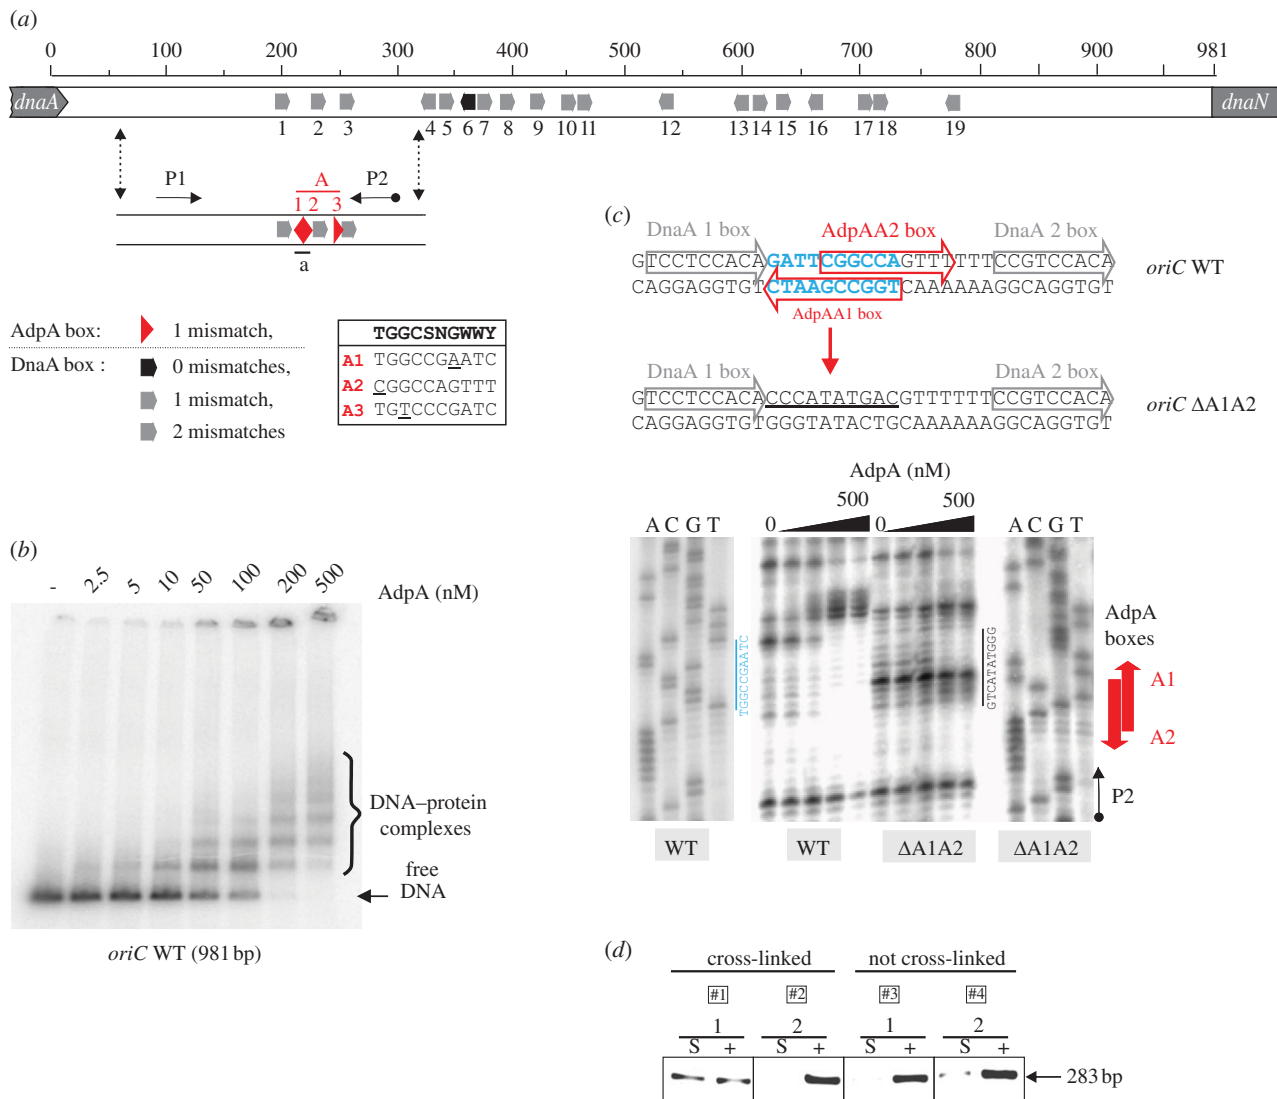 (a)
0 100 200 300 400 500 600 700 800 900 981
dnaA dnaN
1 2 3 4 5 6 7 8 9 10 11 12 13 14 15 16 17 18 19
P1 A P2
1 2 3
a
AdpA box: 1 mismatch,
DnaA box : 0 mismatches,
1 mismatch,
2 mismatches
TGGCSNGWWY
A1 TGGCCGAATC
A2 CGGCCAGTTT
A3 TGTCCCGATC
(b)
- 2.5 5 10 50 100 200 500 AdpA (nM)
DNA–protein
complexes
free
DNA
oriC WT (981 bp)
(c)
DnaA 1 box AdpAA2 box DnaA 2 box
GTCCTCCACAGATTCGGCCAGTTTTTTCCGTCCACA oriC WT
CAGGAGGTGTCTAAGCCGGTCAAAAAAGGCAGGTGT
AdpAA1 box
DnaA 1 box DnaA 2 box
GTCCTCCACACCCATATGACGTTTTTTCCGTCCACA oriC ΔA1A2
CAGGAGGTGTGGGTATACTGCAAAAAAGGCAGGTGT
AdpA (nM)
500 500
A C G T 0 0 A C G T
TGGCCGAATC
GTCATATGGG
AdpA
boxes
A1
A2
P2
WT WT ΔA1A2 ΔA1A2
(d)
cross-linked not cross-linked
#1 #2 #3 #4
1 2 1 2
S + S + S + S +
283 bp